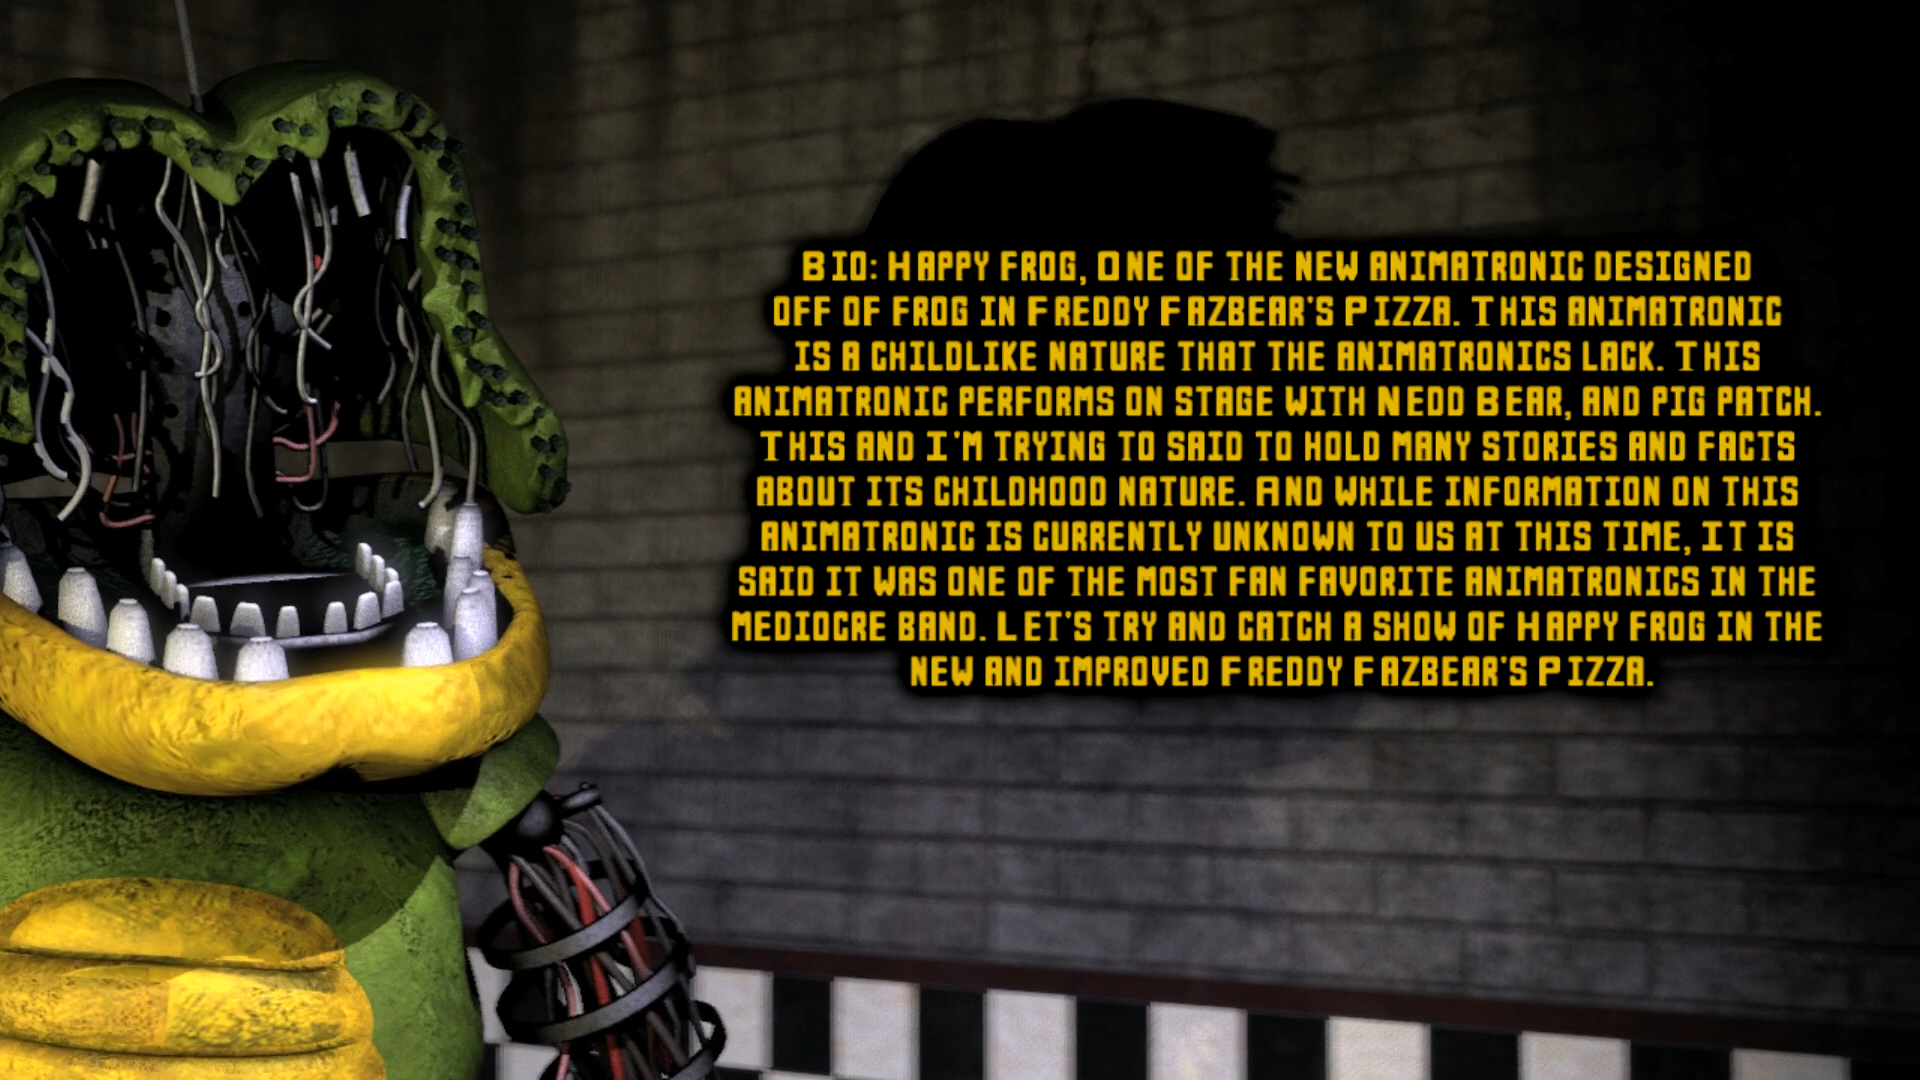 BIO: HAPPY FROG, ONE OF THE NEW ANIMATRONIC DESIGNED
OFF OF FROG IN FREDDY FAZBEAR'S PIZZA. THIS ANIMATRONIC
IS A CHILDLIKE NATURE THAT THE ANIMATRONICS LACK. THIS
ANIMATRONIC PERFORMS ON STAGE WITH NEDD BEAR, AND PIG PATCH.
THIS AND I'M TRYING TO SAID TO HOLD MANY STORIES AND FACTS
ABOUT ITS CHILDHOOD NATURE. AND WHILE INFORMATION ON THIS
ANIMATRONIC IS CURRENTLY UNKNOWN TO US AT THIS TIME, IT IS
SAID IT WAS ONE OF THE MOST FAN FAVORITE ANIMATRONICS IN THE
MEDIOCRE BAND. LET'S TRY AND CATCH A SHOW OF HAPPY FROG IN THE
NEW AND IMPROVED FREDDY FAZBEAR'S PIZZA.